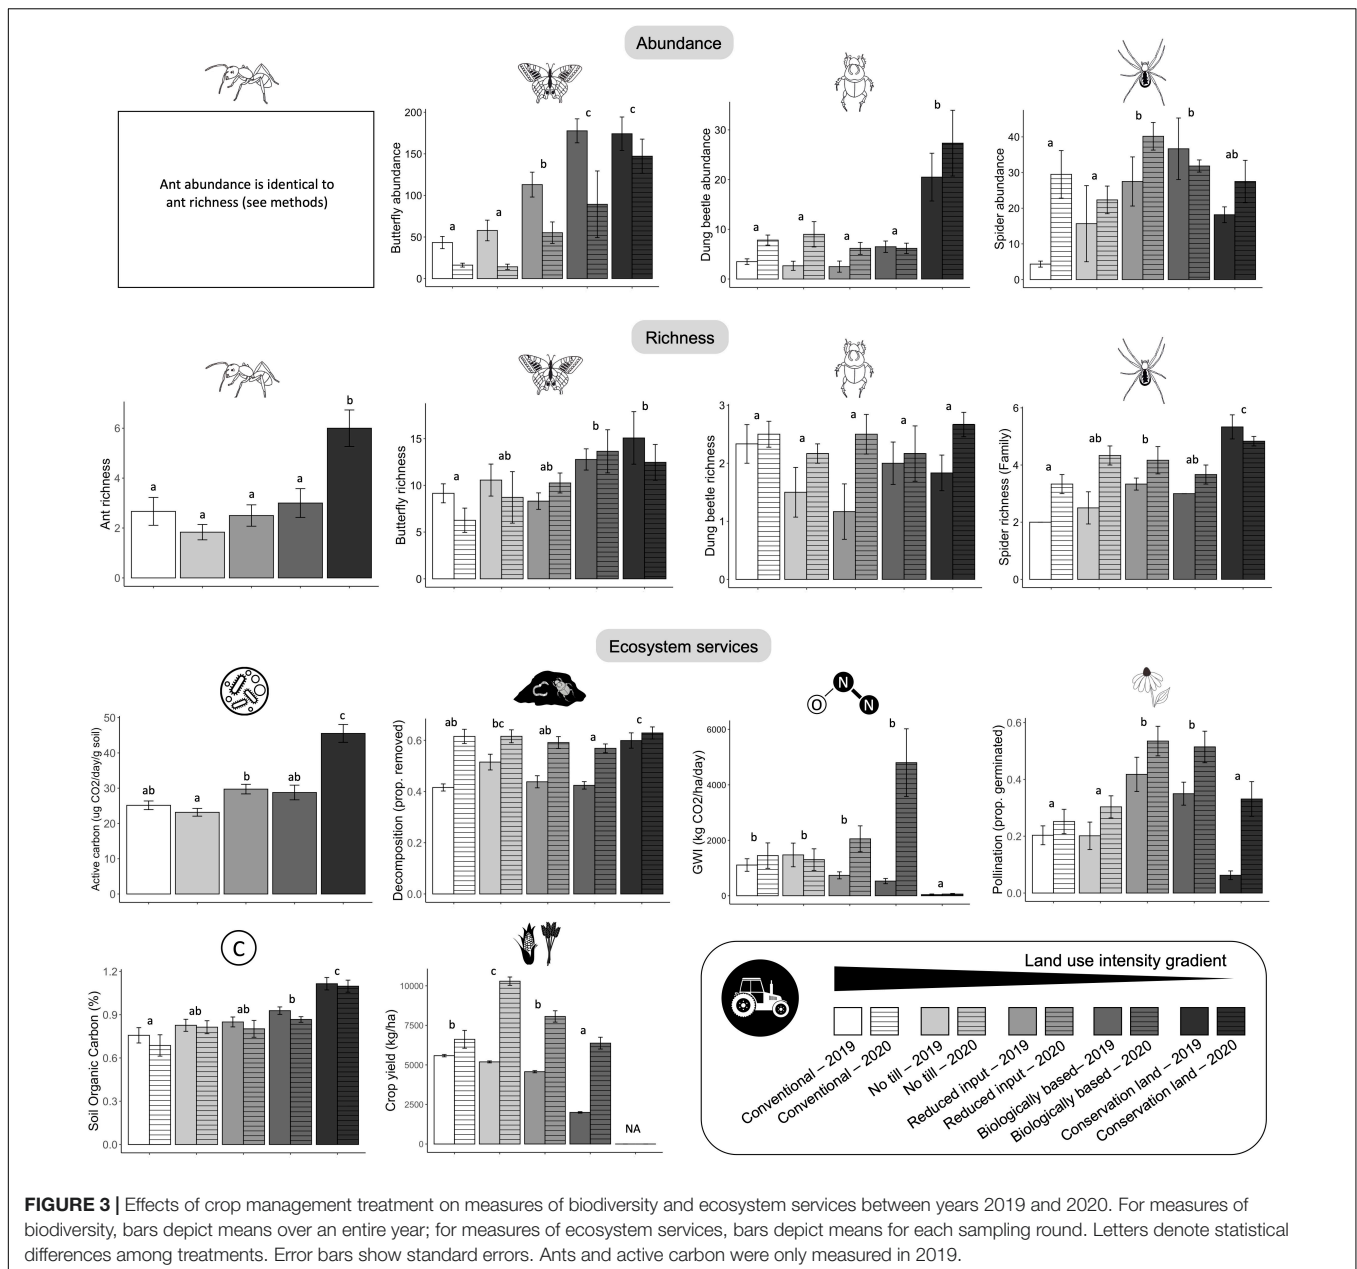 Abundance
Ant abundance is identical to
ant richness (see methods)
Butterfly abundance
200
150
100
50
0
a
a
b
c
c
Dung beetle abundance
30
20
10
0
a
a
a
a
b
Spider abundance
40
30
20
10
0
a
a
b
b
ab
Richness
Ant richness
6
4
2
0
a
a
a
a
b
Butterfly richness
15
10
5
0
a
ab
ab
b
b
Dung beetle richness
3
2
1
0
a
a
a
a
a
Spider richness (Family)
6
4
2
0
a
ab
b
ab
c
Ecosystem services
Active carbon (ug CO2/day/g soil)
50
40
30
20
10
0
ab
a
b
ab
c
Decomposition (prop. removed)
0.6
0.4
0.2
0.0
ab
bc
ab
a
c
O
N
N
GWI (kg CO2/ha/day)
6000
4000
2000
0
b
b
b
b
a
Pollination (prop. germinated)
0.6
0.4
0.2
0.0
a
a
b
b
a
C
Soil Organic Carbon (%)
1.2
0.9
0.6
0.3
0.0
a
ab
ab
b
c
Crop yield (kg/ha)
10000
7500
5000
2500
0
b
c
b
a
NA
Land use intensity gradient
Conventional – 2019
Conventional – 2020
No till – 2019
No till – 2020
Reduced input – 2019
Reduced input – 2020
Biologically based– 2019
Biologically based – 2020
Conservation land – 2019
Conservation land – 2020
FIGURE 3 | Effects of crop management treatment on measures of biodiversity and ecosystem services between years 2019 and 2020. For measures of
biodiversity, bars depict means over an entire year; for measures of ecosystem services, bars depict means for each sampling round. Letters denote statistical
differences among treatments. Error bars show standard errors. Ants and active carbon were only measured in 2019.